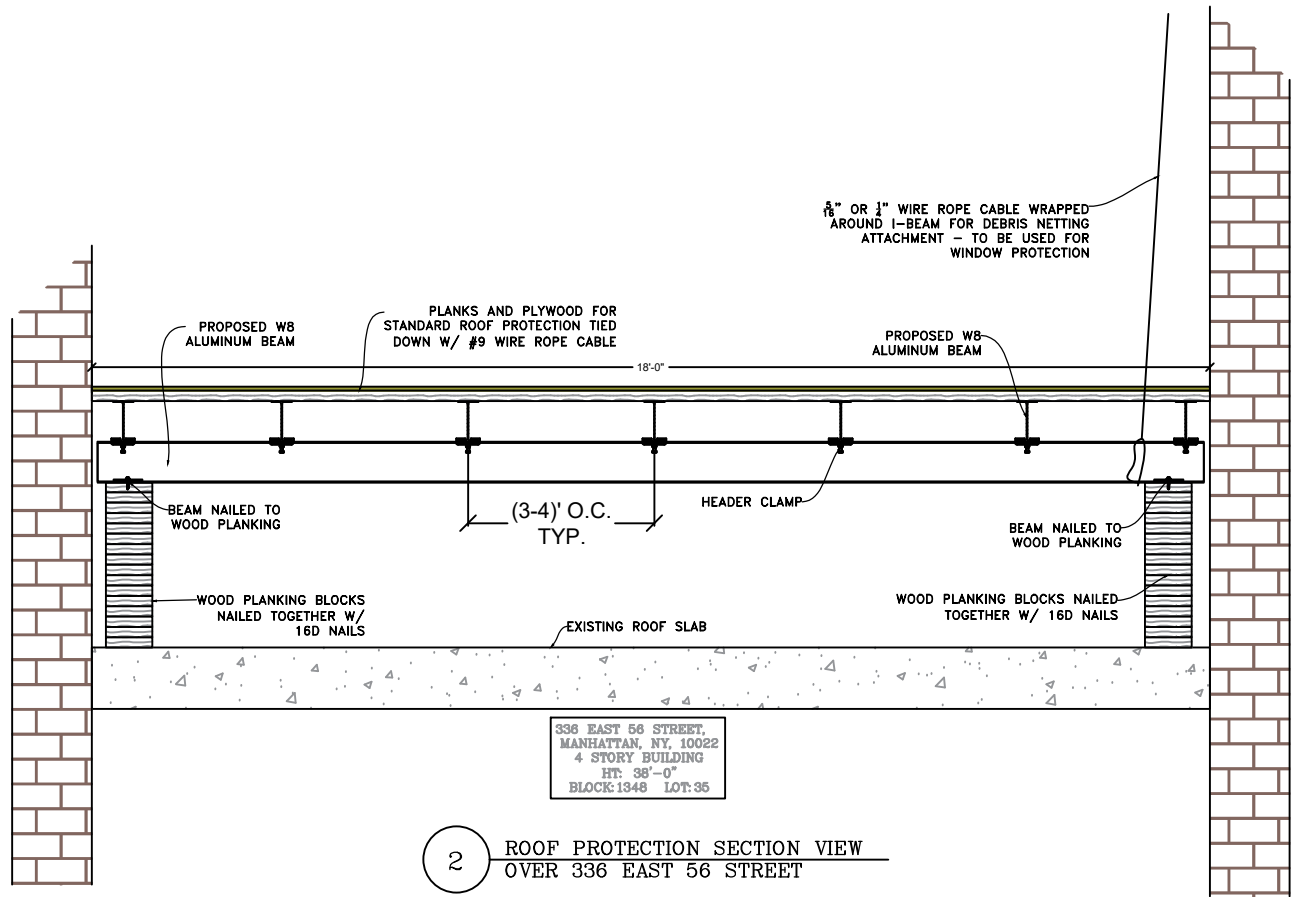 5/16" OR 1/4" WIRE ROPE CABLE WRAPPED
AROUND I-BEAM FOR DEBRIS NETTING
ATTACHMENT - TO BE USED FOR
WINDOW PROTECTION
PLANKS AND PLYWOOD FOR
STANDARD ROOF PROTECTION TIED
DOWN W/ #9 WIRE ROPE CABLE
PROPOSED W8
ALUMINUM BEAM
PROPOSED W8
ALUMINUM BEAM
18'-0"
BEAM NAILED TO
WOOD PLANKING
(3-4)' O.C.
TYP.
HEADER CLAMP
BEAM NAILED TO
WOOD PLANKING
WOOD PLANKING BLOCKS
NAILED TOGETHER W/
16D NAILS
WOOD PLANKING BLOCKS NAILED
TOGETHER W/ 16D NAILS
EXISTING ROOF SLAB
336 EAST 56 STREET,
MANHATTAN, NY, 10022
4 STORY BUILDING
HT: 38'-0"
BLOCK:1348 LOT:35
2
ROOF PROTECTION SECTION VIEW
OVER 336 EAST 56 STREET